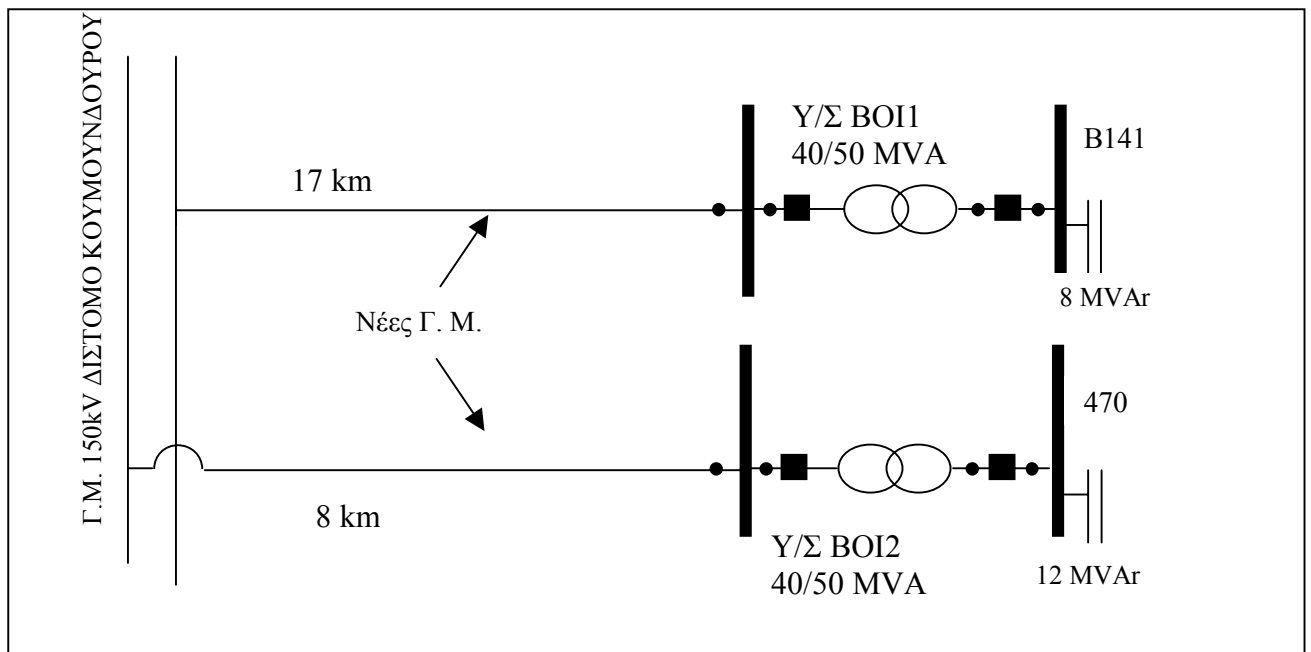 Γ.Μ. 150kV ΔΙΣΤΟΜΟ ΚΟΥΜΟΥΝΔΟΥΡΟΥ
17 km
Υ/Σ ΒΟΙ1
40/50 MVA
Β141
8 MVAr
Νέες Γ. Μ.
8 km
Υ/Σ ΒΟΙ2
40/50 MVA
470
12 MVAr